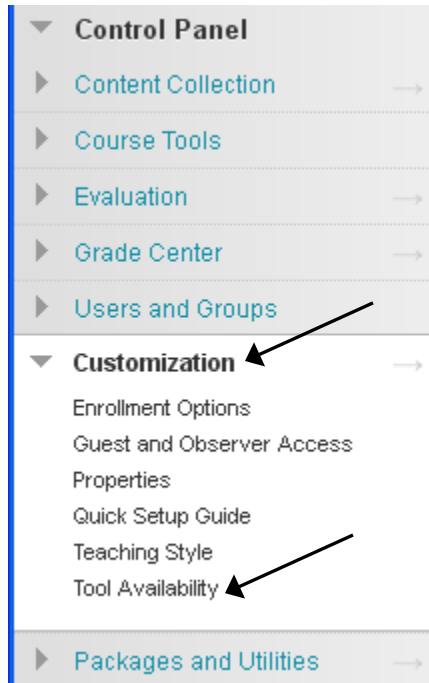 Control Panel
Content Collection
Course Tools
Evaluation
Grade Center
Users and Groups
Customization
Enrollment Options
Guest and Observer Access
Properties
Quick Setup Guide
Teaching Style
Tool Availability
Packages and Utilities